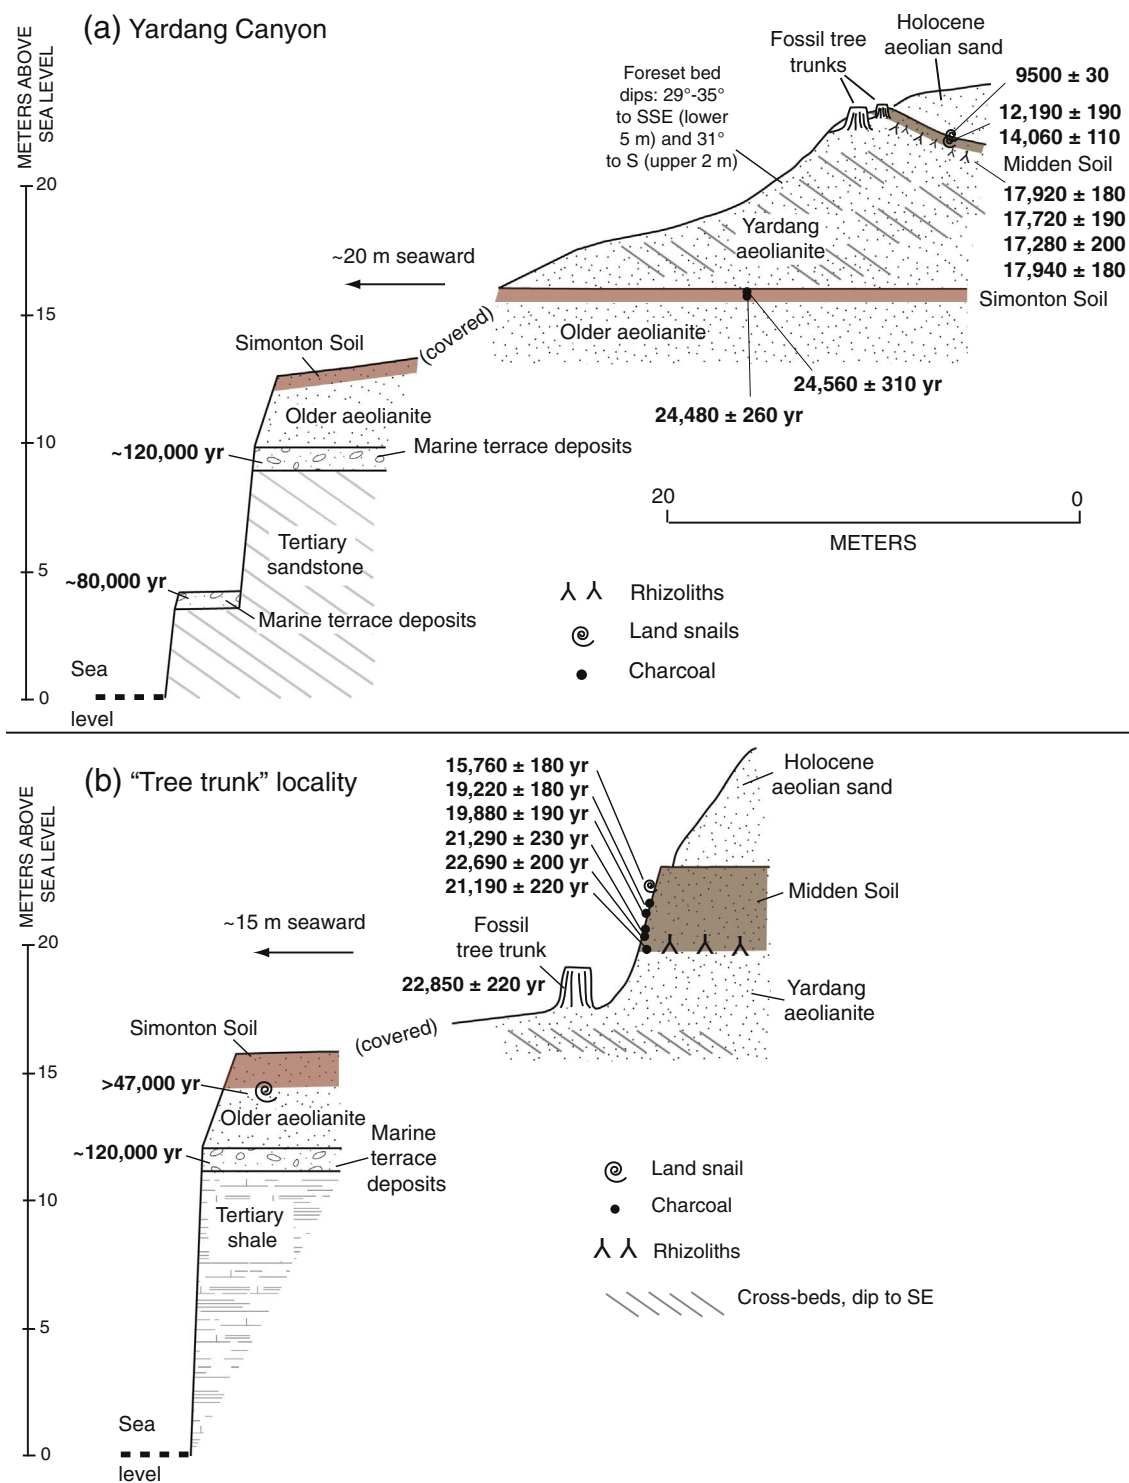 (a) Yardang Canyon
METERS ABOVE
SEA LEVEL
20
15
10
5
0
Foreset bed
dips: 29°-35°
to SSE (lower
5 m) and 31°
to S (upper 2 m)
Fossil tree
trunks
Holocene
aeolian sand
9500 ± 30
12,190 ± 190
14,060 ± 110
Midden Soil
17,920 ± 180
17,720 ± 190
17,280 ± 200
17,940 ± 180
Simonton Soil
Yardang
aeolianite
~20 m seaward
Older aeolianite
(covered)
24,560 ± 310 yr
24,480 ± 260 yr
Simonton Soil
Older aeolianite
~120,000 yr
Marine terrace deposits
Tertiary
sandstone
~80,000 yr
Marine terrace deposits
Sea
level
20
0
METERS
Rhizoliths
Land snails
Charcoal
(b) “Tree trunk” locality
METERS ABOVE
SEA LEVEL
20
15
10
5
0
15,760 ± 180 yr
19,220 ± 180 yr
19,880 ± 190 yr
21,290 ± 230 yr
22,690 ± 200 yr
21,190 ± 220 yr
Holocene
aeolian sand
Midden Soil
Yardang
aeolianite
~15 m seaward
Fossil
tree trunk
22,850 ± 220 yr
(covered)
Simonton Soil
>47,000 yr
Older aeolianite
~120,000 yr
Marine
terrace
deposits
Tertiary
shale
Sea
level
Land snail
Charcoal
Rhizoliths
Cross-beds, dip to SE